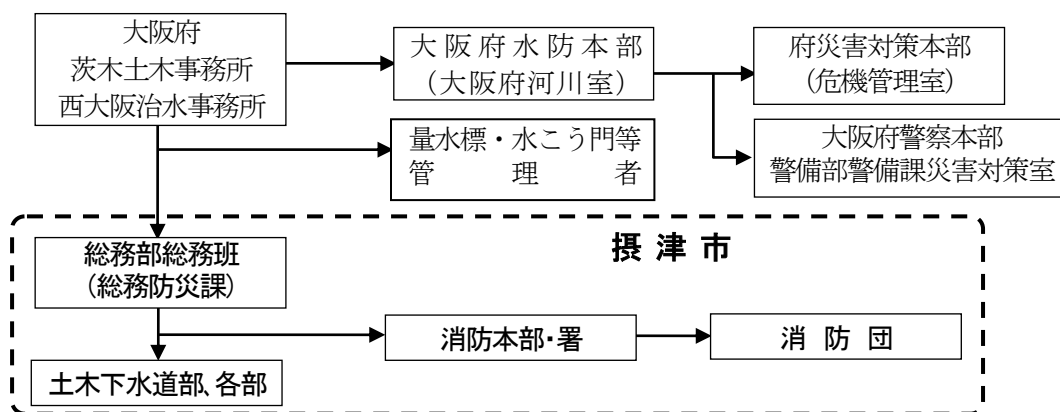 大阪府
茨木土木事務所
西大阪治水事務所
大阪府水防本部
(大阪府河川室)
府災害対策本部
(危機管理室)
量水標・水こう門等
管理者
大阪府警察本部
警備部警備課災害対策室
摂津市
総務部総務班
(総務防災課)
消防本部・署
消防団
土木下水道部、各部